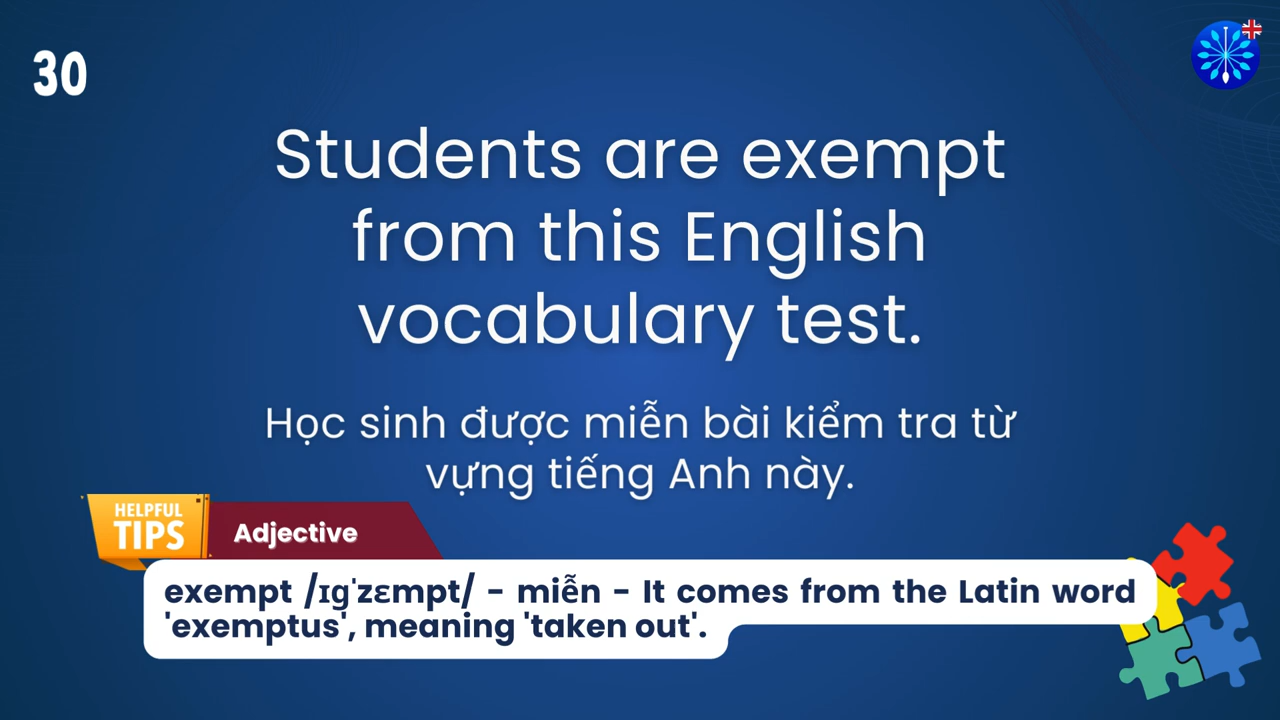 30
Students are exempt
from this English
vocabulary test.
Học sinh được miễn bài kiểm tra từ
vựng tiếng Anh này.
HELPFUL
TIPS
Adjective
exempt /ɪgˈzɛmpt/ - miễn - It comes from the Latin word
'exemptus', meaning 'taken out'.